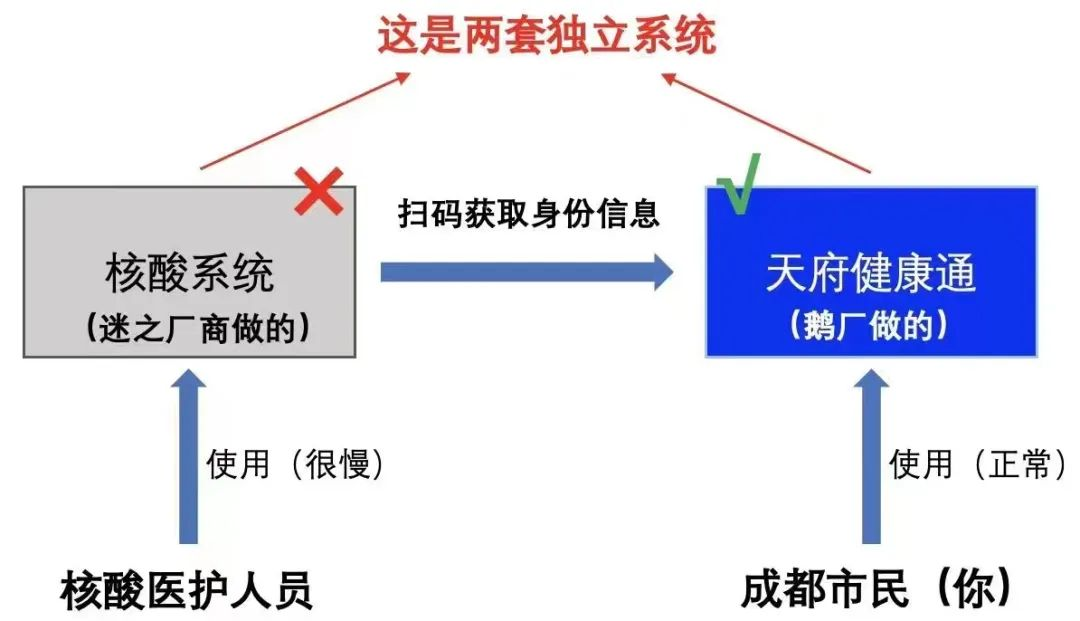 这是两套独立系统
扫码获取身份信息
核酸系统
（迷之厂商做的）
天府健康通
（鹅厂做的）
使用（很慢）
使用（正常）
核酸医护人员
成都市民（你）